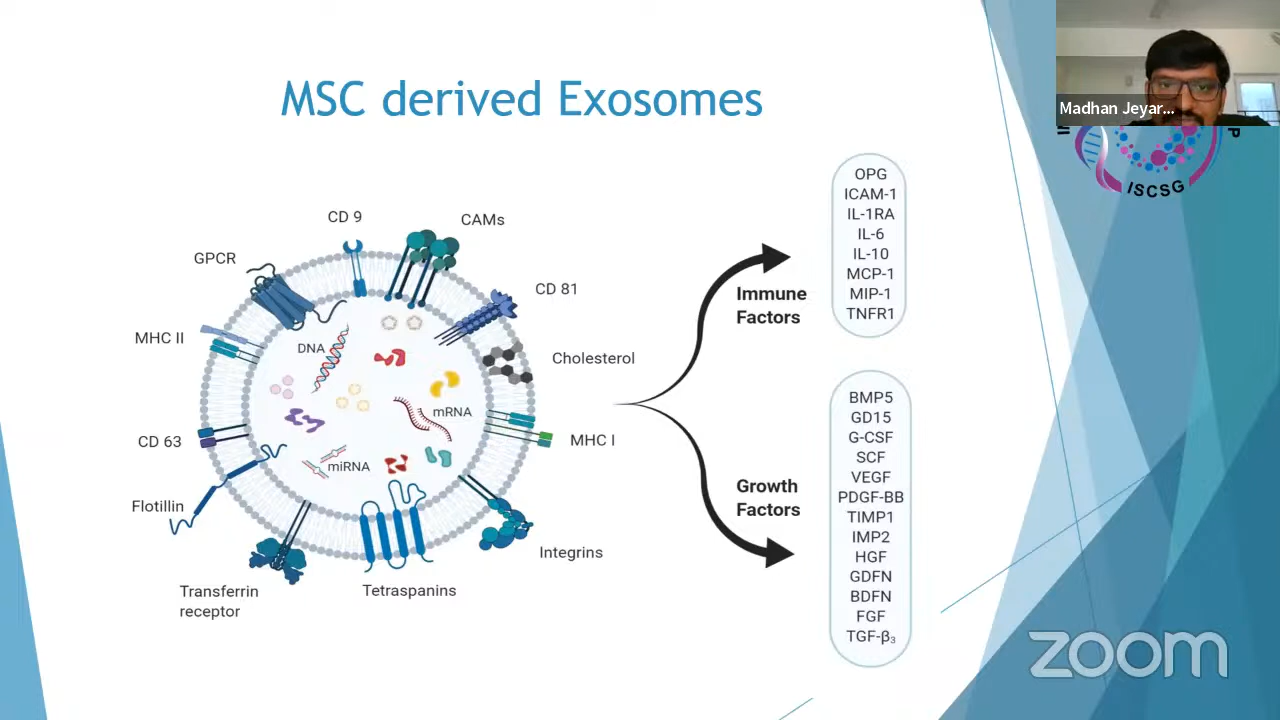 MSC derived Exosomes
Madhan Jeyar...
ISCSG
CD 9
CAMs
GPCR
CD 81
MHC II
DNA
Cholesterol
mRNA
CD 63
MHC I
miRNA
Flotillin
Integrins
Transferrin
receptor
Tetraspanins
Immune
Factors
OPG
ICAM-1
IL-1RA
IL-6
IL-10
MCP-1
MIP-1
TNFR1
Growth
Factors
BMP5
GD15
G-CSF
SCF
VEGF
PDGF-BB
TIMP1
IMP2
HGF
GDFN
BDFN
FGF
TGF-β₃
zoom